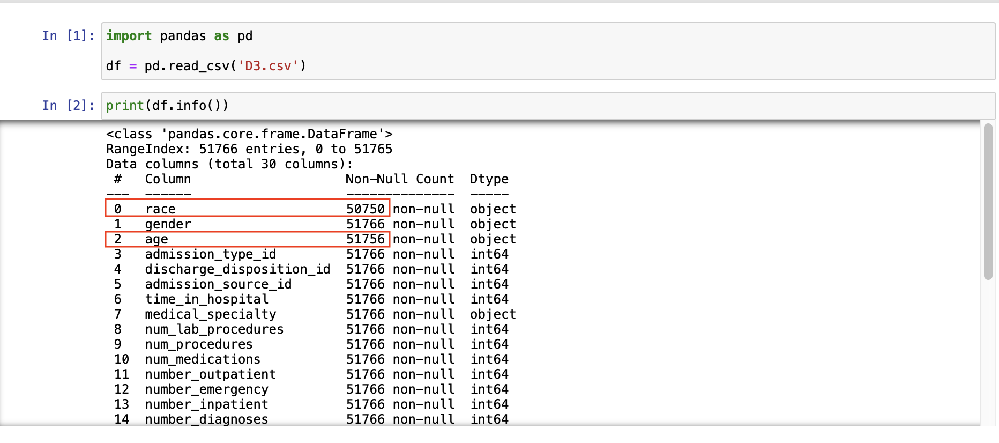 In [1]: import pandas as pd
df = pd.read_csv('D3.csv')
In [2]: print(df.info())
<class 'pandas.core.frame.DataFrame'>
RangeIndex: 51766 entries, 0 to 51765
Data columns (total 30 columns):
 #   Column                    Non-Null Count  Dtype
---  ------                    --------------  -----
 0   race                      50750 non-null  object
 1   gender                    51766 non-null  object
 2   age                       51756 non-null  object
 3   admission_type_id         51766 non-null  int64
 4   discharge_disposition_id  51766 non-null  int64
 5   admission_source_id       51766 non-null  int64
 6   time_in_hospital          51766 non-null  int64
 7   medical_specialty         51766 non-null  object
 8   num_lab_procedures        51766 non-null  int64
 9   num_procedures            51766 non-null  int64
 10  num_medications           51766 non-null  int64
 11  number_outpatient         51766 non-null  int64
 12  number_emergency          51766 non-null  int64
 13  number_inpatient          51766 non-null  int64
 14  number_diagnoses          51766 non-null  int64